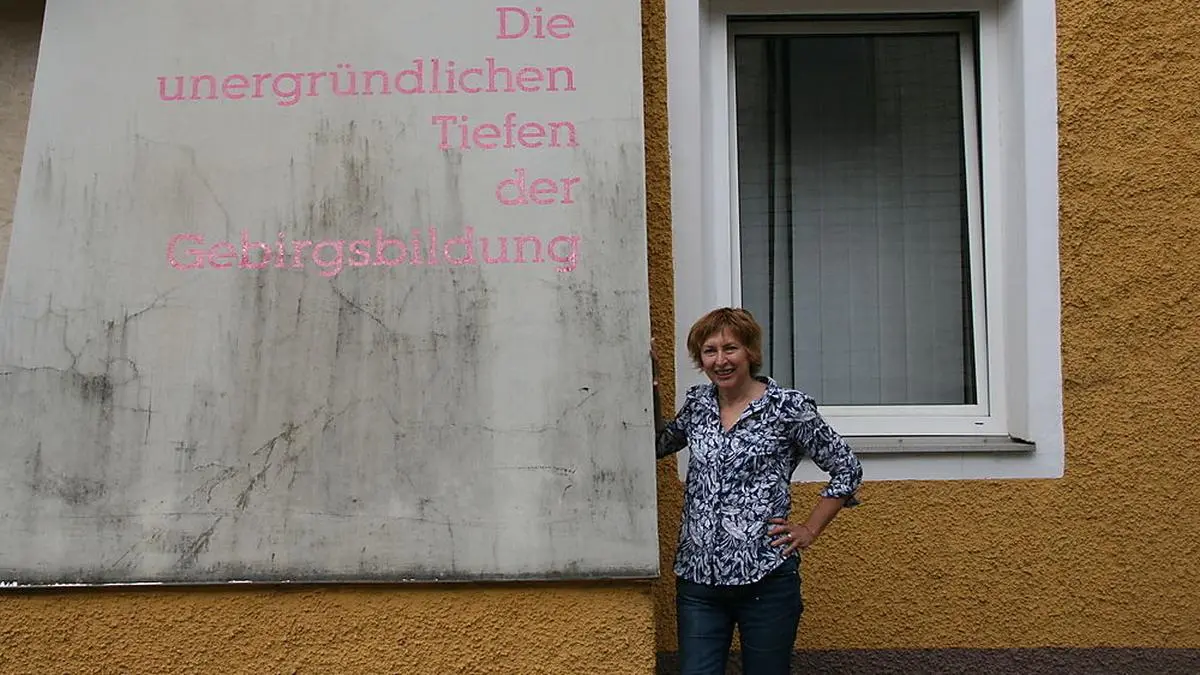 Die
unergründlichen
Tiefen
der
Gebirgsbildung